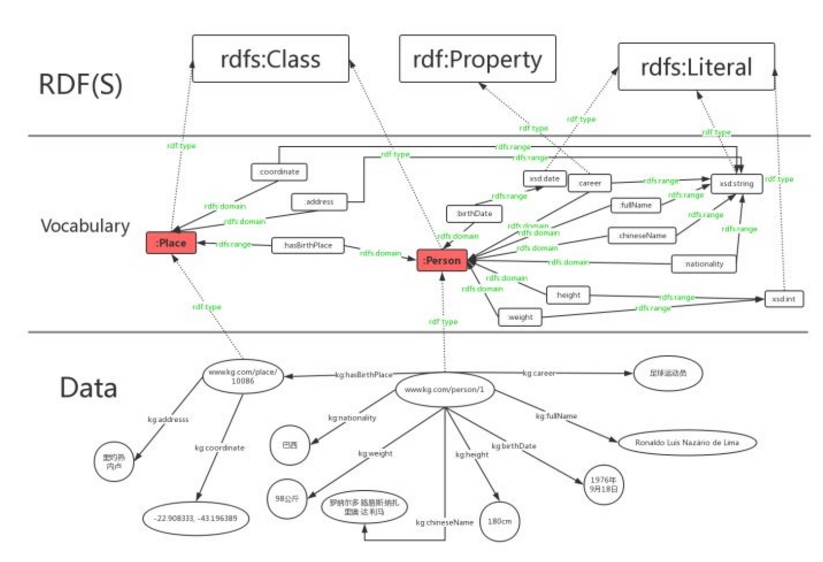 rdfs:Class
rdf:Property
rdfs:Literal
RDF(S)
rdf:type
rdf:type
rdf:type
rdf:type
rdf:type
rdf:type
rdfs:range
rdfs:range
:coordinate
xsd:date
:career
rdfs:range
xsd:string
rdfs:range
:address
rdfs:domain
:fullName
rdfs:range
:birthDate
rdfs:domain
rdfs:range
Vocabulary
rdfs:domain
rdfs:domain
rdfs:domain
:chineseName
rdfs:range
:Place
rdfs:range
:hasBirthPlace
rdfs:domain
rdfs:domain
:Person
rdfs:domain
:nationality
rdfs:domain
:height
rdfs:range
xsd:int
rdfs:domain
:weight
rdfs:range
rdf:type
rdf:type
www.kg.com/place/
10086
kg:hasBirthPlace
kg:career
足球运动员
Data
www.kg.com/person/1
kg:addresss
kg:nationality
kg:fullName
巴西
kg:coordinate
kg:weight
kg:height
kg:birthDate
Ronaldo Luís Nazário de Lima
里约热
内卢
98公斤
1976年
9月18日
罗纳尔多·路易斯·纳扎
里奥·达·利马
-22.908333, -43.196389
kg:chineseName
180cm